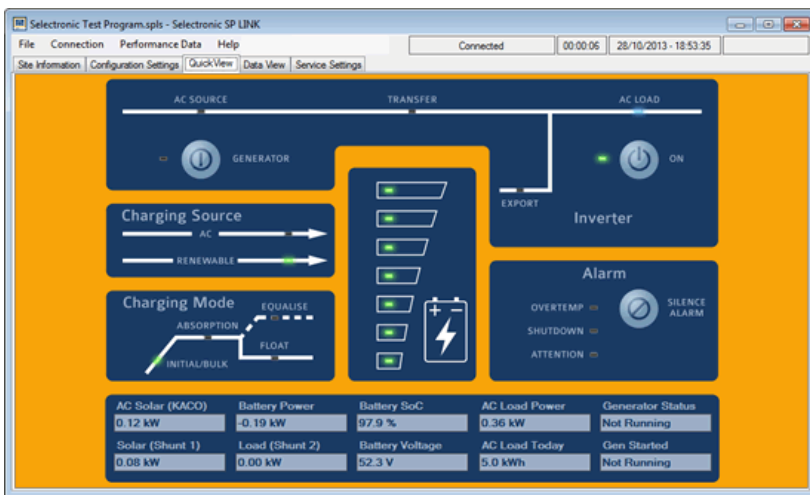 Selectronic Test Program.spls - Selectronic SP LINK
File Connection Performance Data Help Connected 00:00:06 28/10/2013 - 18:53:35
Site Information Configuration Settings QuickView Data View Service Settings
AC SOURCE TRANSFER AC LOAD
GENERATOR ON
EXPORT
Inverter
Charging Source
AC
RENEWABLE
Charging Mode
EQUALISE
ABSORPTION
FLOAT
INITIAL/BULK
+ -
Alarm
OVERTEMP
SILENCE
ALARM
SHUTDOWN
ATTENTION
AC Solar (KACO) Battery Power Battery SoC AC Load Power Generator Status
0.12 kW -0.19 kW 97.9 % 0.36 kW Not Running
Solar (Shunt 1) Load (Shunt 2) Battery Voltage AC Load Today Gen Started
0.08 kW 0.00 kW 52.3 V 5.0 kWh Not Running